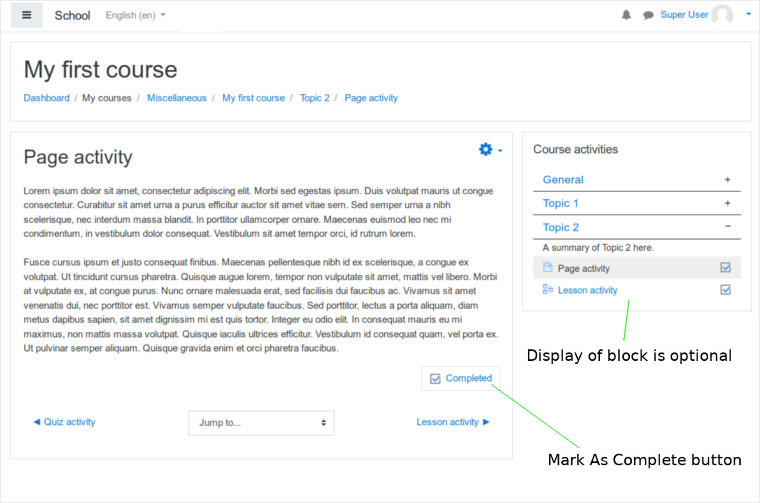 School English (en)
Super User
My first course
Dashboard / My courses / Miscellaneous / My first course / Topic 2 / Page activity
Page activity
Lorem ipsum dolor sit amet, consectetur adipiscing elit. Morbi sed egestas ipsum. Duis volutpat mauris ut congue
consectetur. Curabitur sit amet urna a purus efficitur auctor sit amet vitae sem. Sed semper urna a nibh
scelerisque, nec interdum massa blandit. In porttitor ullamcorper ornare. Maecenas euismod leo nec mi
condimentum, in vestibulum dolor consequat. Vestibulum sit amet tempor orci, id rutrum lorem.
Fusce cursus ipsum et justo consequat finibus. Maecenas pellentesque nibh id ex scelerisque, a congue ex
volutpat. Ut tincidunt cursus pharetra. Quisque augue lorem, tempor non vulputate sit amet, mattis vel libero. Morbi
at vulputate ex, at congue purus. Nunc ornare malesuada erat, sed facilisis dui faucibus ac. Vivamus sit amet
venenatis dui, nec porttitor est. Vivamus semper vulputate faucibus. Sed porttitor, lectus a porta aliquam, diam
metus dapibus sapien, sit amet dignissim mi est quis tortor. Integer eu odio elit. In consequat mauris eu mi
maximus, non mattis massa volutpat. Quisque iaculis ultrices efficitur. Vestibulum id consequat quam, vel porta ex.
Ut pulvinar semper aliquam. Quisque gravida enim et orci pharetra faucibus.
Completed
◄ Quiz activity
Jump to...
Lesson activity ►
Course activities
General +
Topic 1 +
Topic 2 −
A summary of Topic 2 here.
Page activity
Lesson activity
Display of block is optional
Mark As Complete button